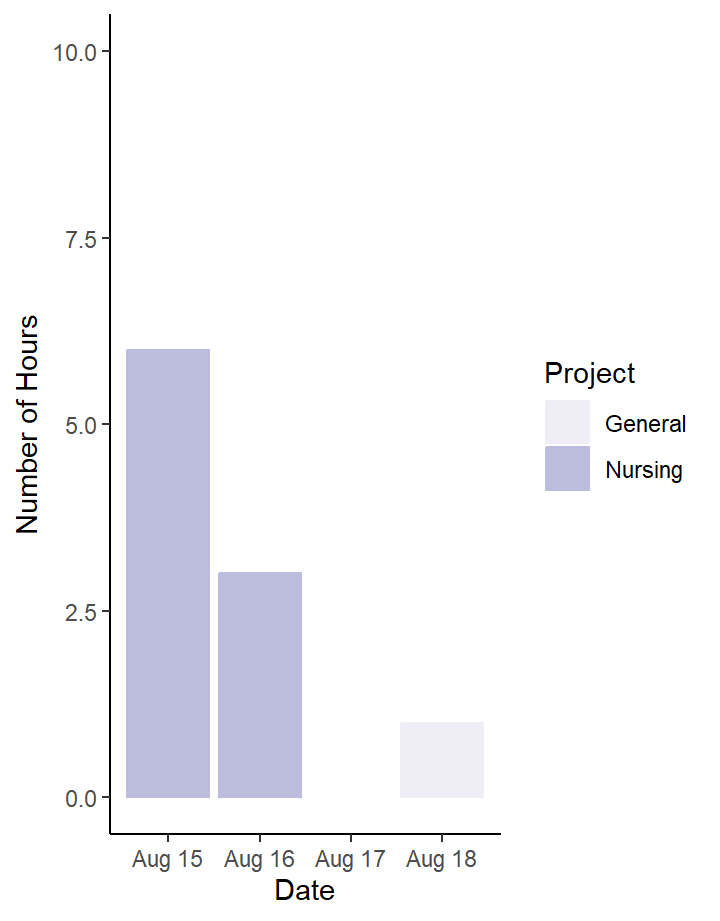 10.0
7.5
5.0
2.5
0.0
Number of Hours
Aug 15 Aug 16 Aug 17 Aug 18
Date
Project
General
Nursing